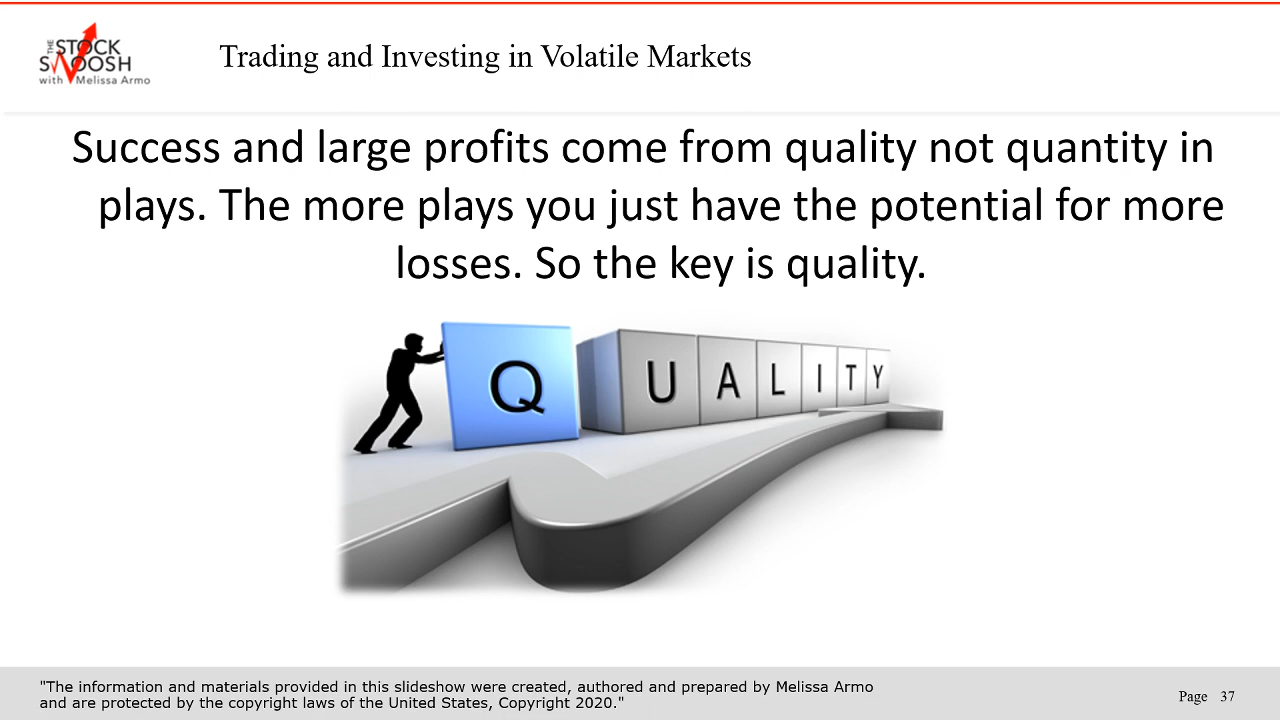 THE STOCK
SWOOSH
with Melissa Armo
Trading and Investing in Volatile Markets
Success and large profits come from quality not quantity in
plays. The more plays you just have the potential for more
losses. So the key is quality.
Q U A L I T Y
"The information and materials provided in this slideshow were created, authored and prepared by Melissa Armo
and are protected by the copyright laws of the United States, Copyright 2020."
Page 37